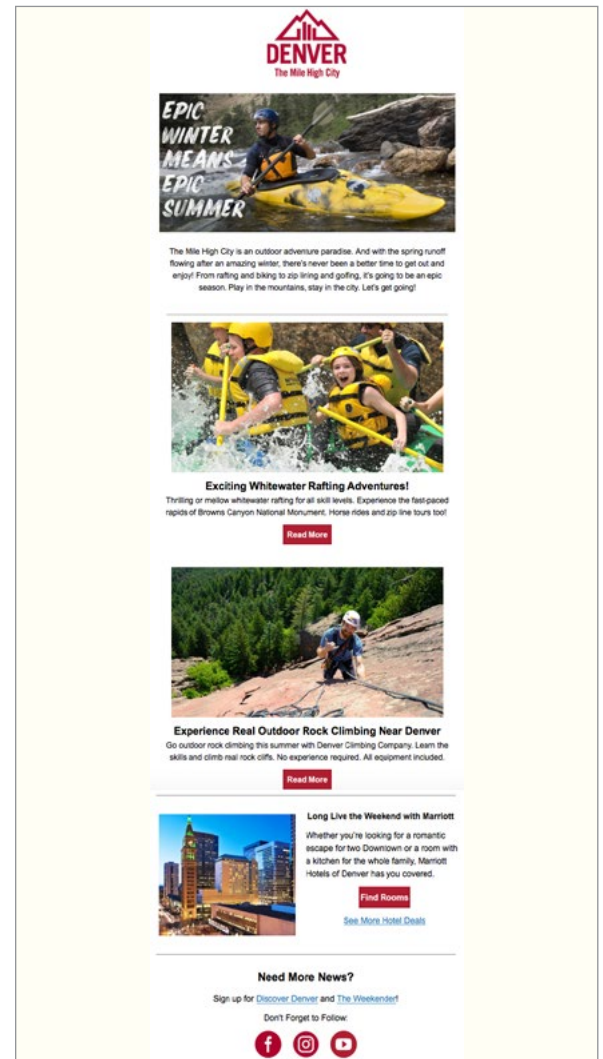 DENVER
The Mile High City
EPIC
WINTER
MEANS
EPIC
SUMMER
The Mile High City is an outdoor adventure paradise. And with the spring runoff
flowing after an amazing winter, there's never been a better time to get out and
enjoy! From rafting and biking to zip lining and golfing, it's going to be an epic
season. Play in the mountains, stay in the city. Let's get going!
Exciting Whitewater Rafting Adventures!
Thrilling or mellow whitewater rafting for all skill levels. Experience the fast-paced
rapids of Browns Canyon National Monument. Horse rides and zip line tours too!
Read More
Experience Real Outdoor Rock Climbing Near Denver
Go outdoor rock climbing this summer with Denver Climbing Company. Learn the
skills and climb real rock cliffs. No experience required. All equipment included.
Read More
Long Live the Weekend with Marriott
Whether you're looking for a romantic
escape for two Downtown or a room with
a kitchen for the whole family, Marriott
Hotels of Denver has you covered.
Find Rooms
See More Hotel Deals
Need More News?
Sign up for Discover Denver and The Weekender!
Don't Forget to Follow: